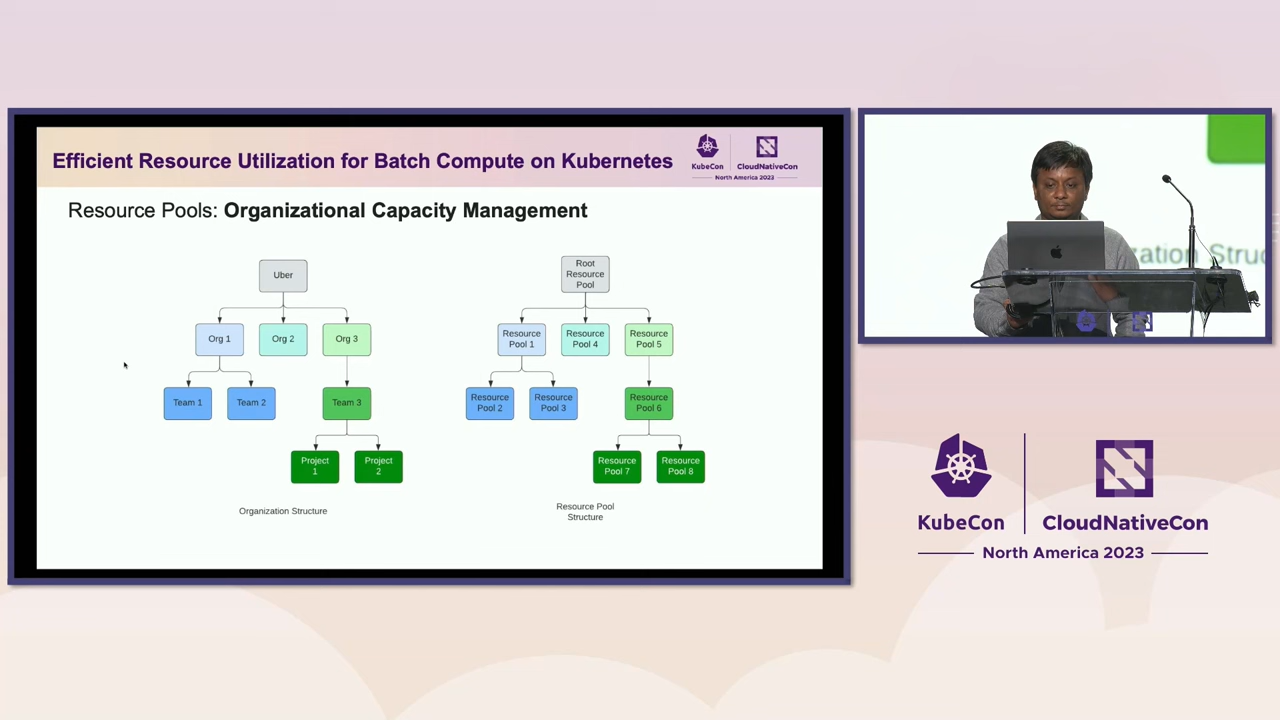 Efficient Resource Utilization for Batch Compute on Kubernetes
KubeCon
CloudNativeCon
North America 2023
Resource Pools: Organizational Capacity Management
Uber
Org 1
Org 2
Org 3
Team 1
Team 2
Team 3
Project
1
Project
2
Organization Structure
Root
Resource
Pool
Resource
Pool 1
Resource
Pool 4
Resource
Pool 5
Resource
Pool 2
Resource
Pool 3
Resource
Pool 6
Resource
Pool 7
Resource
Pool 8
Resource Pool
Structure
zation Struc
KubeCon
CloudNativeCon
North America 2023